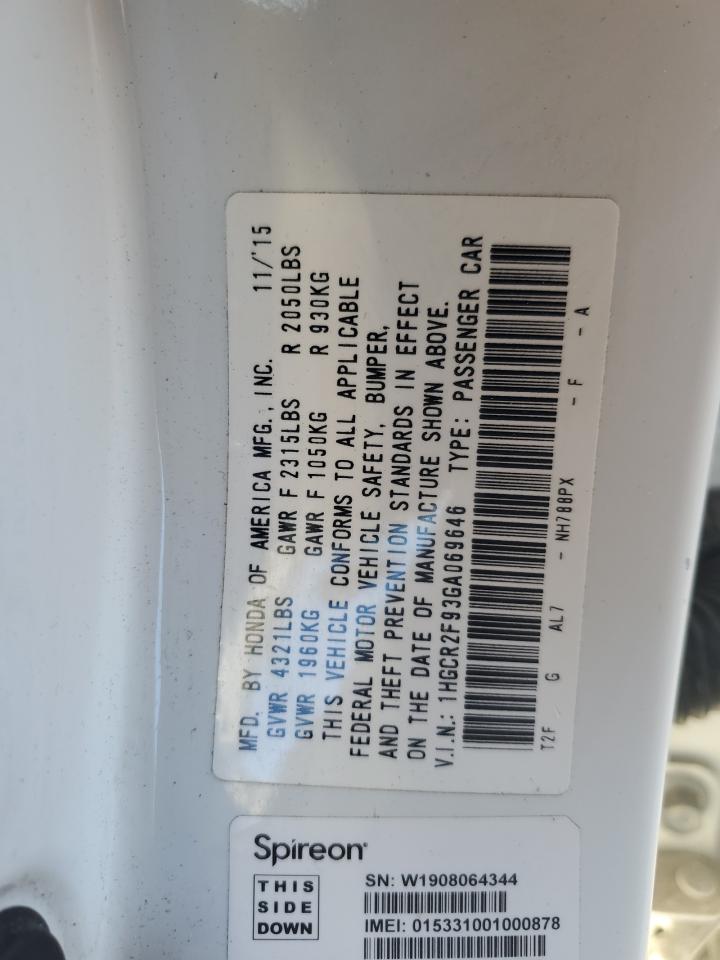 MFD. BY HONDA OF AMERICA MFG., INC. 11/'15
GVWR 4321LBS GAWR F 2315LBS R 2050LBS
GVWR 1960KG GAWR F 1050KG R 930KG
THIS VEHICLE CONFORMS TO ALL APPLICABLE
FEDERAL MOTOR VEHICLE SAFETY, BUMPER,
AND THEFT PREVENTION STANDARDS IN EFFECT
ON THE DATE OF MANUFACTURE SHOWN ABOVE.
V.I.N.: 1HGCR2F93GA069646 TYPE: PASSENGER CAR
T2F G AL7 - NH788PX - F - A
Spireon
THIS
SIDE
DOWN
SN: W1908064344
IMEI: 015331001000878